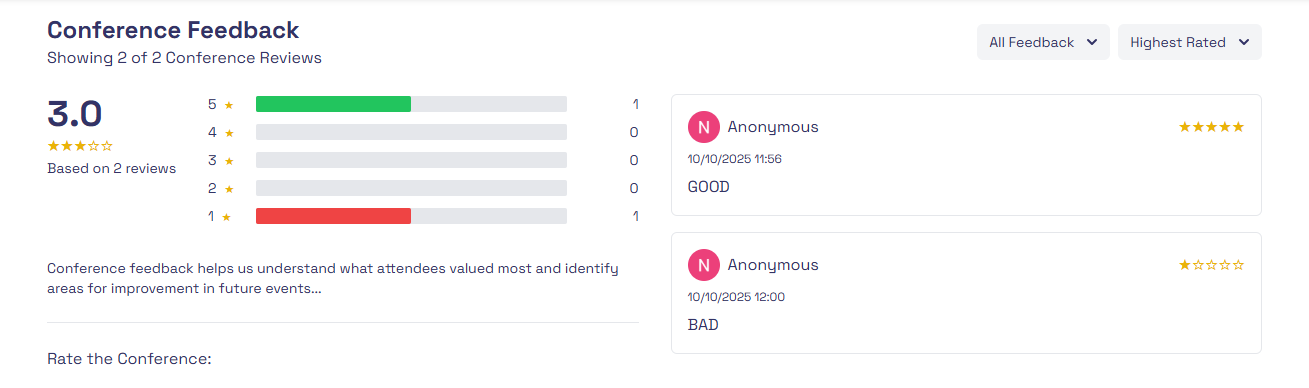 Conference Feedback
Showing 2 of 2 Conference Reviews
All Feedback
Highest Rated
3.0
Based on 2 reviews
5 ★ 1
4 ★ 0
3 ★ 0
2 ★ 0
1 ★ 1
Conference feedback helps us understand what attendees valued most and identify
areas for improvement in future events...
Rate the Conference:
N Anonymous
10/10/2025 11:56
GOOD
N Anonymous
10/10/2025 12:00
BAD